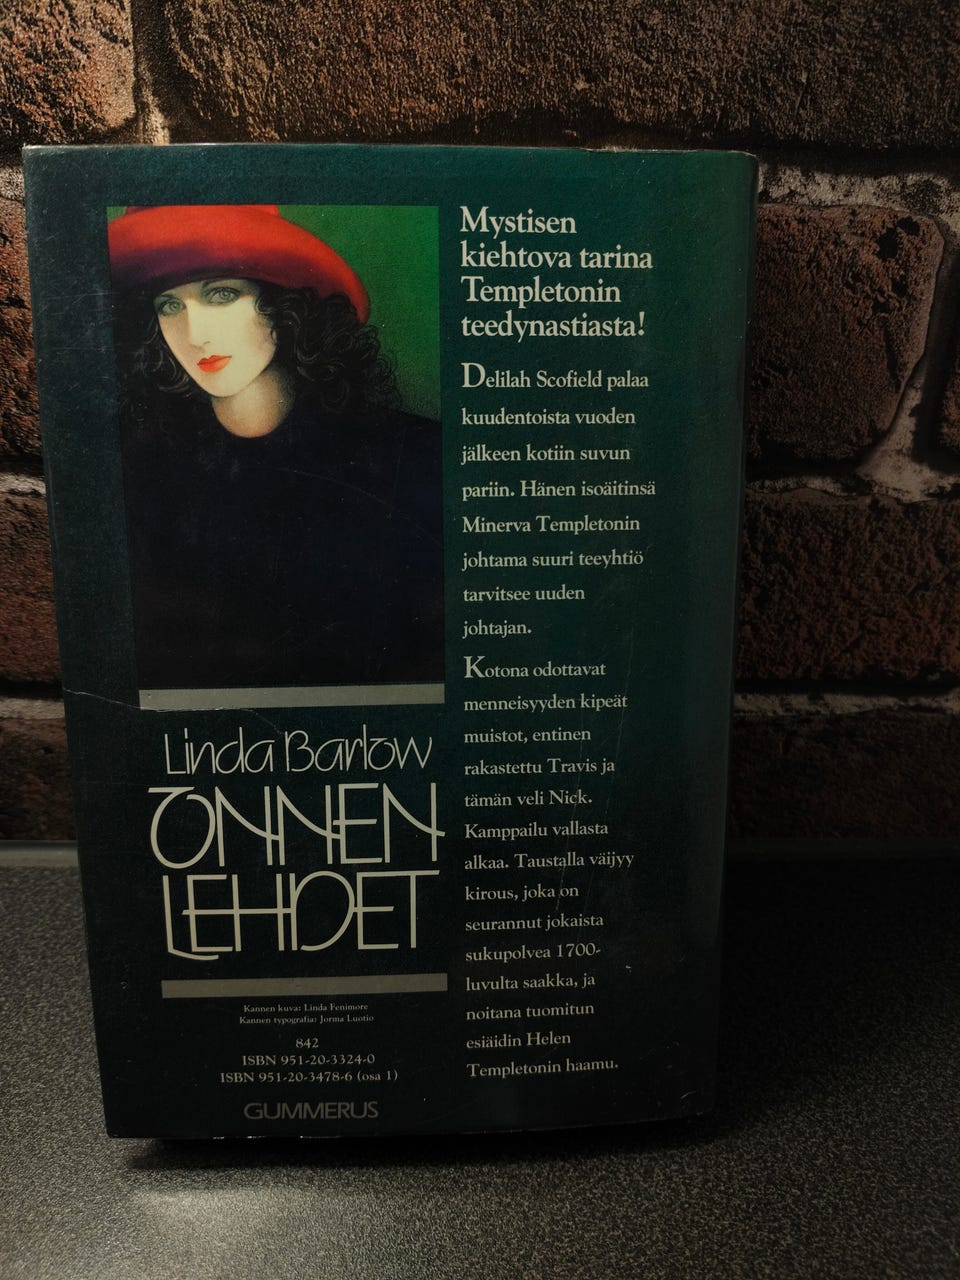 Mystisen
kiehtova tarina
Templetonin
teedynastiasta!
Delilah Scofield palaa
kuudentoista vuoden
jälkeen kotiin suvun
pariin. Hänen isoäitinsä
Minerva Templetonin
johtama suuri teeyhtiö
tarvitsee uuden
johtajan.
Kotona odottavat
menneisyyden kipeät
muistot, entinen
rakastettu Travis ja
tämän veli Nick.
Kamppailu vallasta
alkaa. Taustalla väijyy
kirous, joka on
seurannut jokaista
sukupolvea 1700-
luvulta saakka, ja
noitana tuomitun
esiäidin Helen
Templetonin haamu.
Linda Barlow
ONNEN
LEHDET
Kannen kuva: Linda Fenimore
Kannen typografia: Jorma Luotio
842
ISBN 951-20-3324-0
ISBN 951-20-3478-6 (osa 1)
GUMMERUS